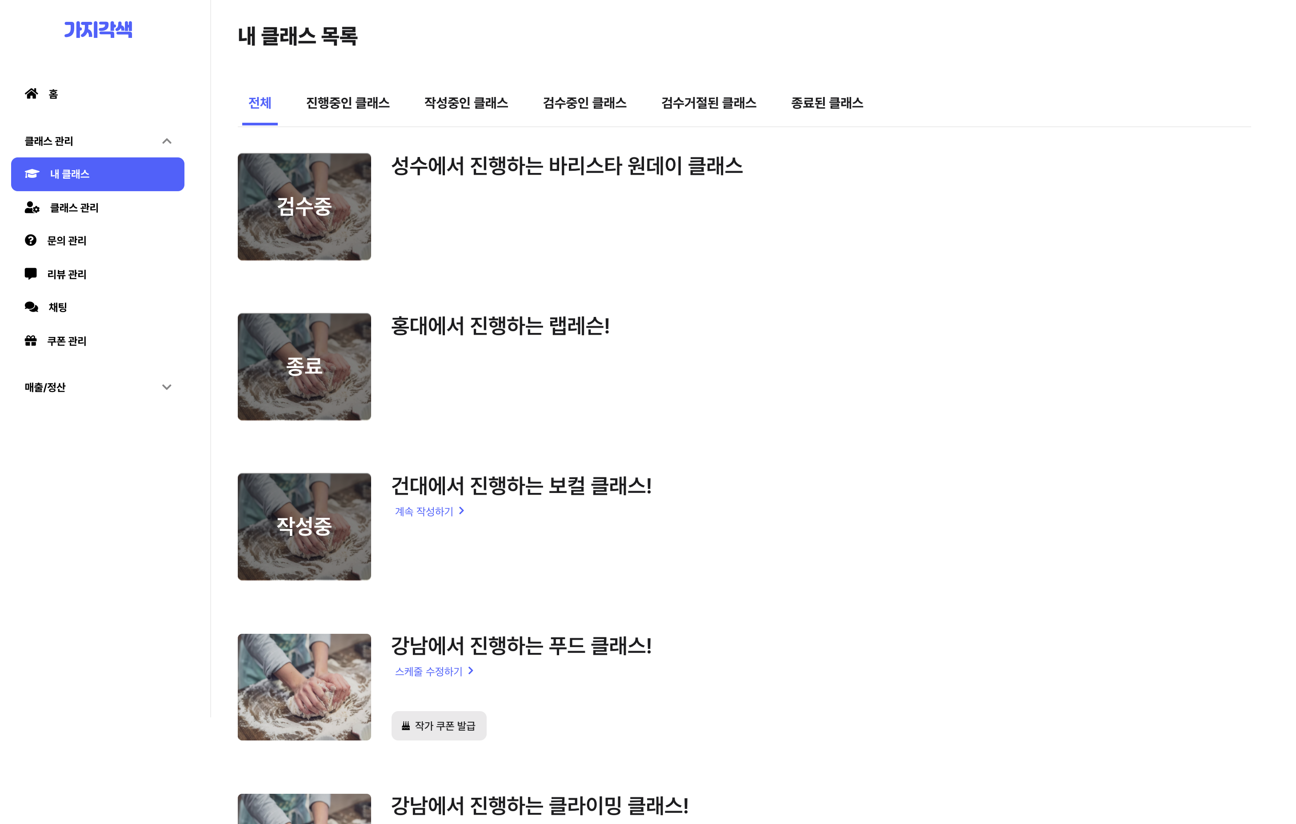 가지각색
홈
클래스 관리
내 클래스
클래스 관리
문의 관리
리뷰 관리
채팅
쿠폰 관리
매출/정산
내 클래스 목록
전체 진행중인 클래스 작성중인 클래스 검수중인 클래스 검수거절된 클래스 종료된 클래스
검수중
성수에서 진행하는 바리스타 원데이 클래스
종료
홍대에서 진행하는 랩레슨!
작성중
건대에서 진행하는 보컬 클래스!
계속 작성하기
강남에서 진행하는 푸드 클래스!
스케줄 수정하기
작가 쿠폰 발급
강남에서 진행하는 클라이밍 클래스!